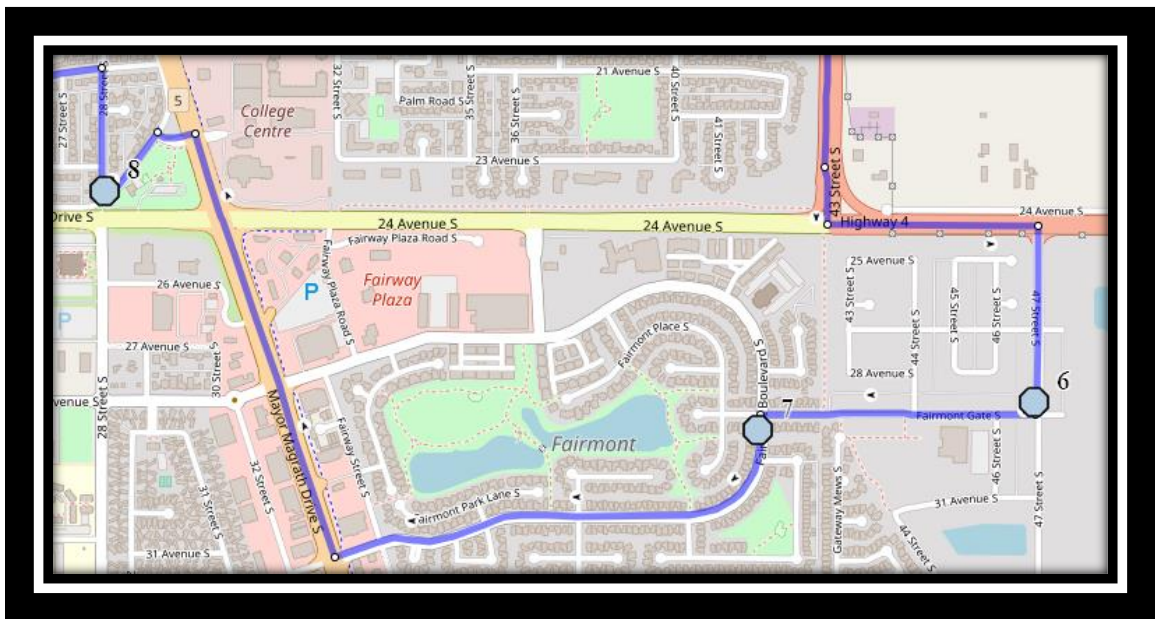 28 Street S
27 Street S
5
College
Centre
32 Street S
Palm Road S
35 Street S
36 Street S
21 Avenue S
40 Street S
41 Street S
23 Avenue S
43 Street S
8
Drive S
24 Avenue S
24 Avenue S
Highway 4
24 Avenue S
Fairway Plaza Road S
Fairway Plaza Road S
Fairway
Plaza
P
P
26 Avenue S
27 Avenue S
30 Street S
28 Street S
venue S
Mayor Magrath Drive S
32 Street S
31 Street S
31 Avenue S
Fairway Street S
Fairmont Place S
Boulevard S
Fai
7
Fairmont
airmont Park Lane S
25 Avenue S
43 Street S
44 Street S
45 Street S
46 Street S
47 Street S
28 Avenue S
6
Fairmont Gate S
46 Street S
31 Avenue S
47 Street S
Gateway Mews S
44 Street S